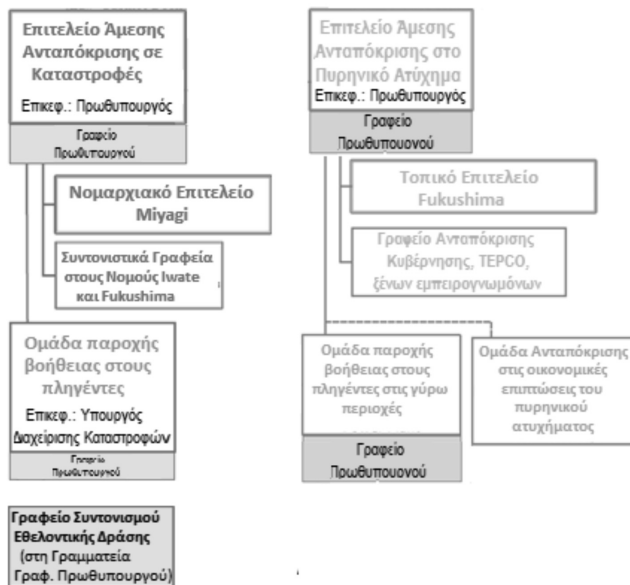 Επιτελείο Άμεσης
Ανταπόκρισης σε
Καταστροφές
Επικεφ.: Πρωθυπουργός
Γραφείο
Πρωθυπουργού
Νομαρχιακό Επιτελείο
Miyagi
Συντονιστικά Γραφεία
στους Νομούς Iwate
και Fukushima
Ομάδα παροχής
βοήθειας στους
πληγέντες
Επικεφ.: Υπουργός
Διαχείρισης Καταστροφών
Γραφείο
Πρωθυπουργού
Γραφείο Συντονισμού
Εθελοντικής Δράσης
(στη Γραμματεία
Γραφ. Πρωθυπουργού)
Επιτελείο Άμεσης
Ανταπόκρισης στο
Πυρηνικό Ατύχημα
Επικεφ.: Πρωθυπουργός
Γραφείο
Πρωθυπουργού
Τοπικό Επιτελείο
Fukushima
Γραφείο Ανταπόκρισης
Κυβέρνησης, TEPCO,
ξένων εμπειρογνωμόνων
Ομάδα παροχής
βοήθειας στους
πληγέντες στις γύρω
περιοχές
Γραφείο
Πρωθυπουργού
Ομάδα Ανταπόκρισης
στις οικονομικές
επιπτώσεις του
πυρηνικού
ατυχήματος